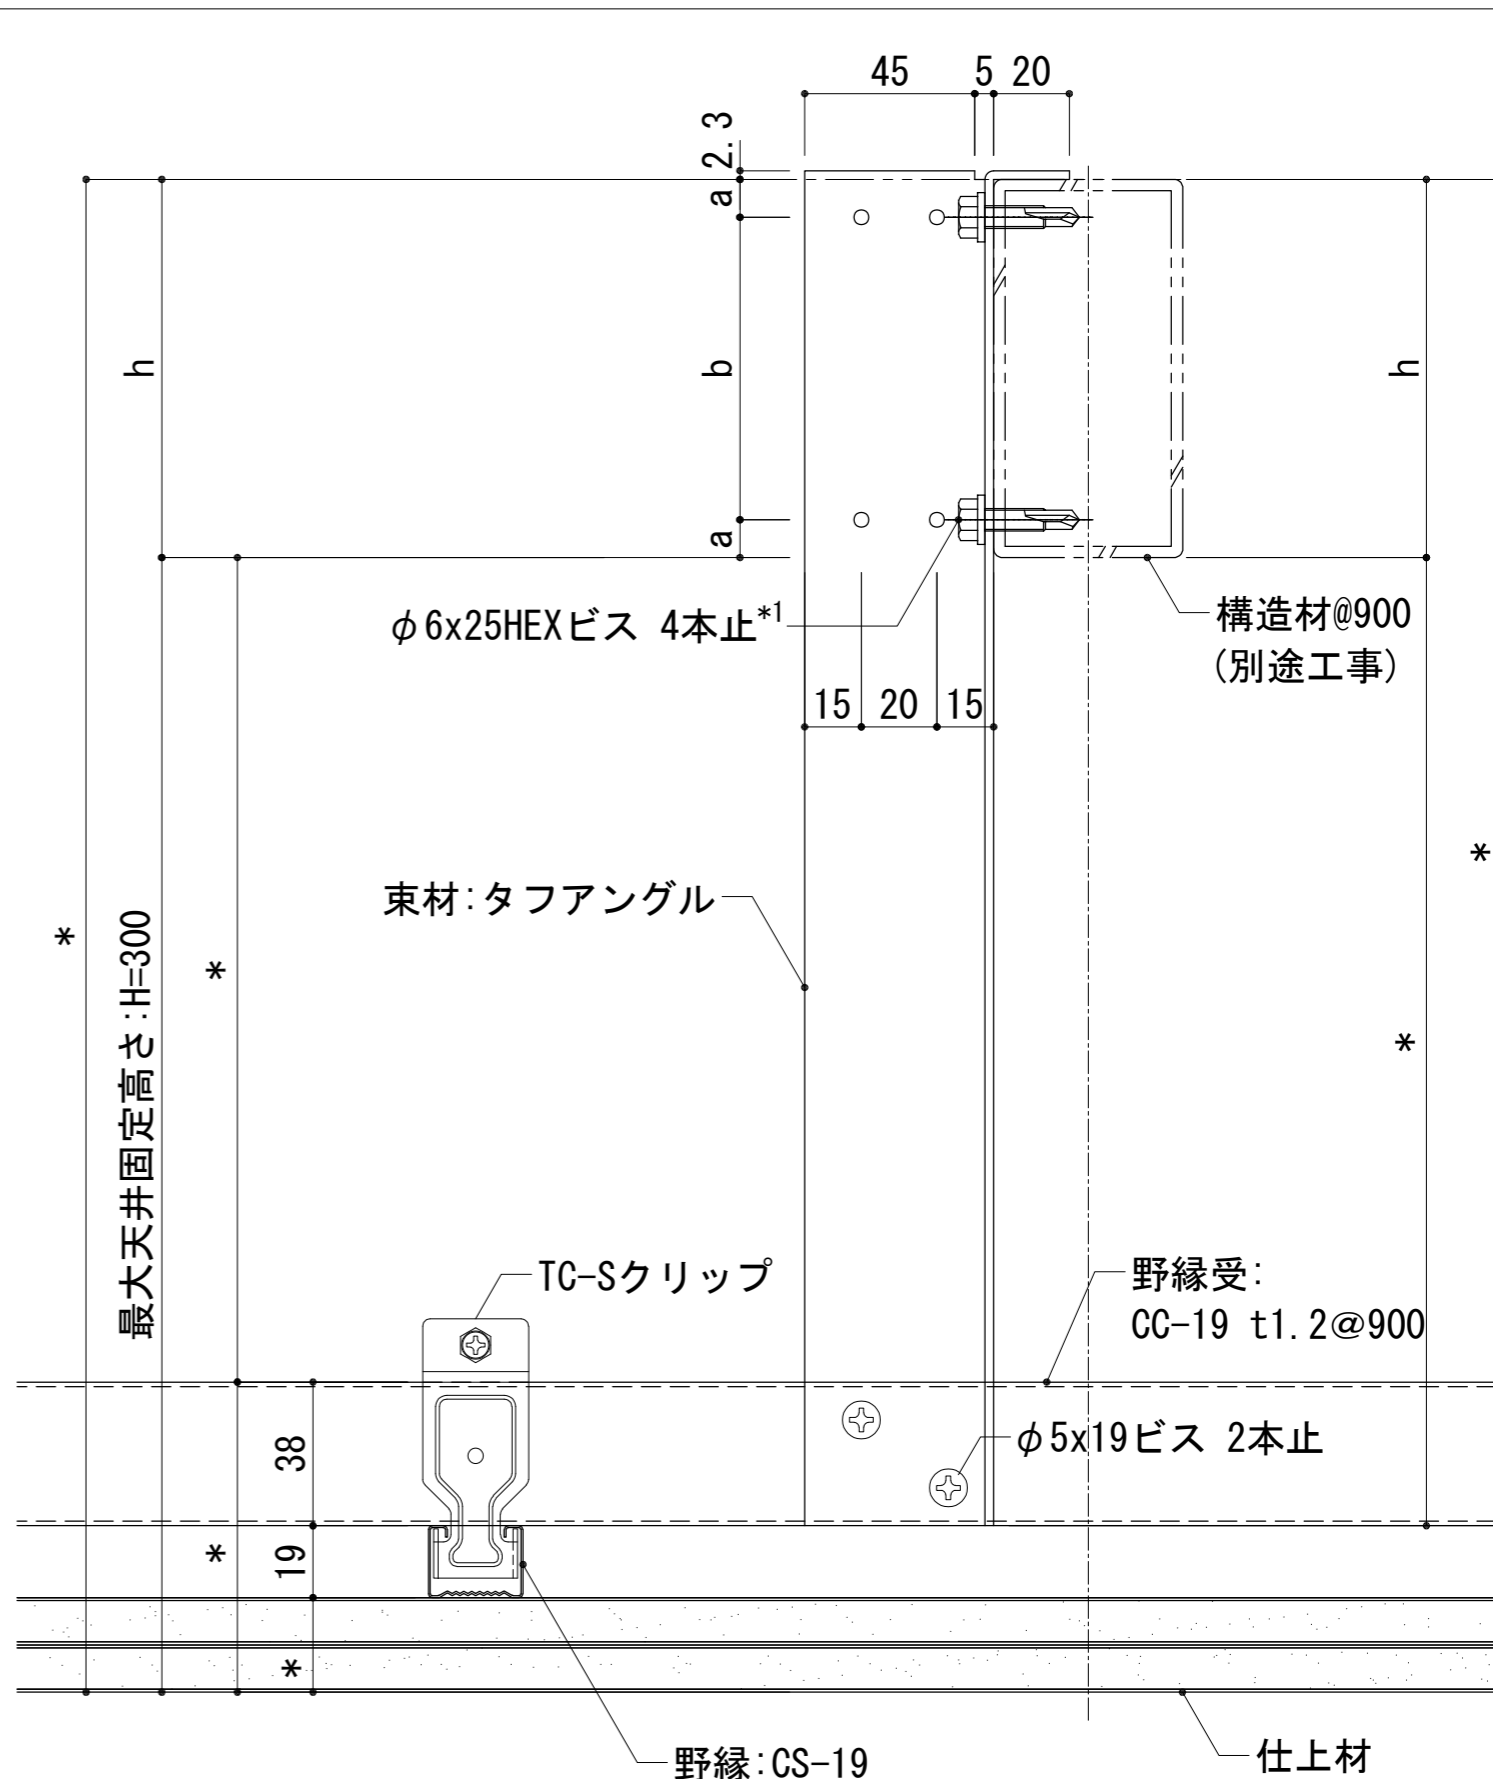 45 5 20
2.3
a
h
b
h
a
φ6x25HEXビス 4本止*1
構造材@900
(別途工事)
15 20 15
*
束材:タフアングル
*
*
最大天井固定高さ:H=300
*
TC-Sクリップ
野縁受:
CC-19 t1.2@900
38
φ5x19ビス 2本止
*
19
*
野縁:CS-19
仕上材